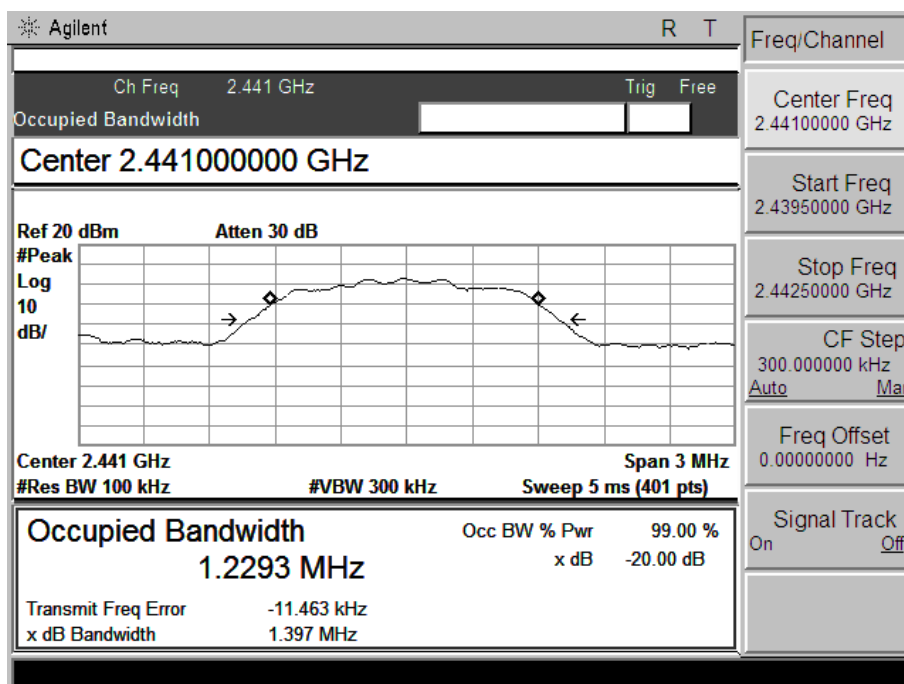 Agilent R T
Freq/Channel
Ch Freq 2.441 GHz Trig Free
Occupied Bandwidth
Center 2.441000000 GHz
Ref 20 dBm Atten 30 dB
#Peak
Log
10
dB/
Center 2.441 GHz Span 3 MHz
#Res BW 100 kHz #VBW 300 kHz Sweep 5 ms (401 pts)
Occupied Bandwidth
1.2293 MHz
Occ BW % Pwr 99.00 %
x dB -20.00 dB
Transmit Freq Error -11.463 kHz
x dB Bandwidth 1.397 MHz
Center Freq
2.44100000 GHz
Start Freq
2.43950000 GHz
Stop Freq
2.44250000 GHz
CF Step
300.000000 kHz
Auto Mar
Freq Offset
0.00000000 Hz
Signal Track
On Off